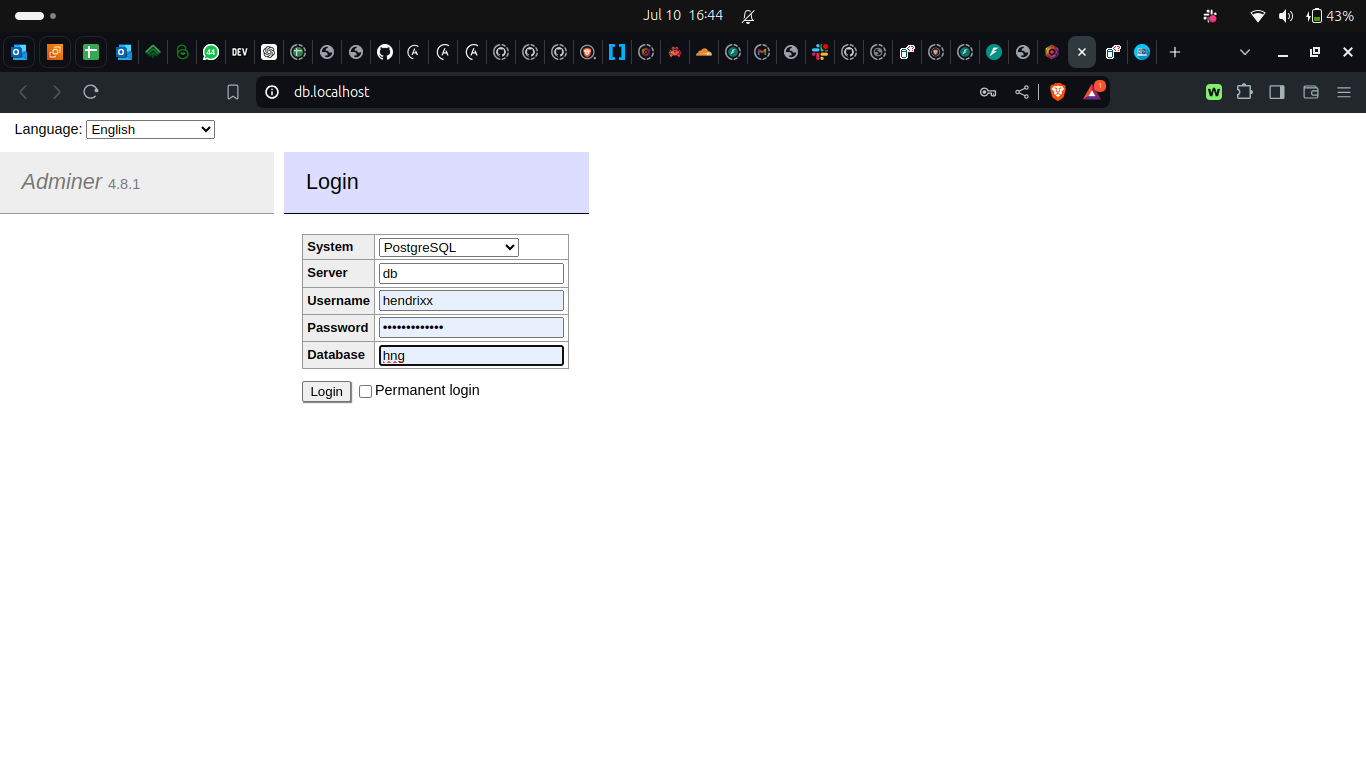 Jul 10 16:44
43%
44
DEV
db.localhost
1
Language: English
Adminer 4.8.1
Login
System PostgreSQL
Server db
Username hendrixx
Password •••••••••••••
Database hng
Login Permanent login